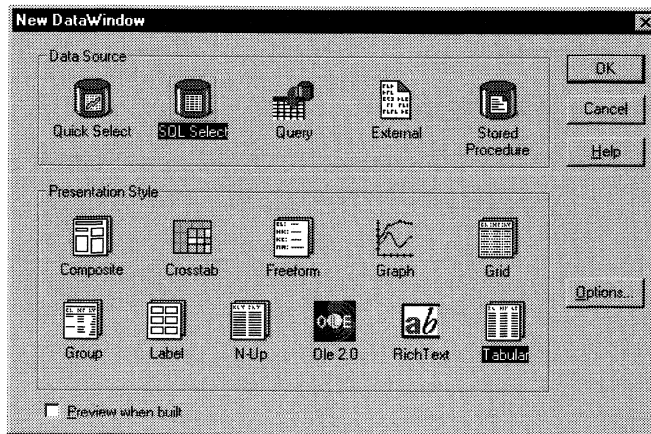 New DataWindow
Data Source
Quick Select
SQL Select
Query
External
Stored
Procedure
OK
Cancel
Help
Presentation Style
Composite
Crosstab
Freeform
Graph
Grid
Options...
Group
Label
N-Up
Ole 2.0
RichText
Tabular
Preview when built